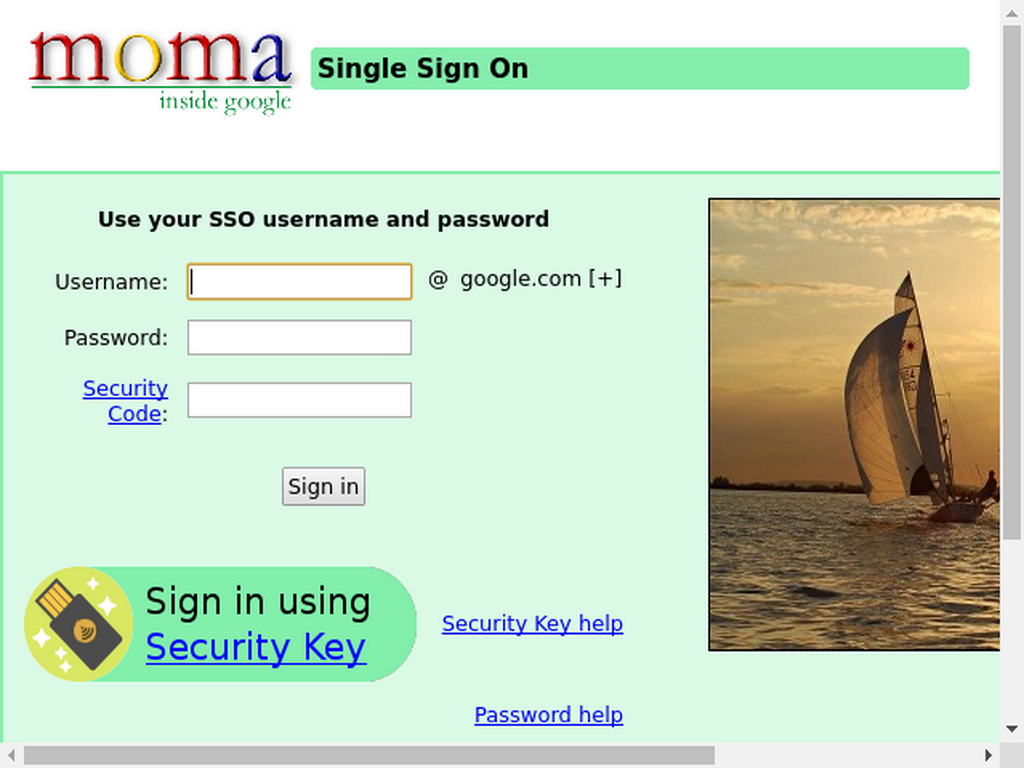 moma
inside google
Single Sign On
Use your SSO username and password
Username:
@ google.com [+]
Password:
Security
Code:
Sign in
Sign in using
Security Key
Security Key help
Password help